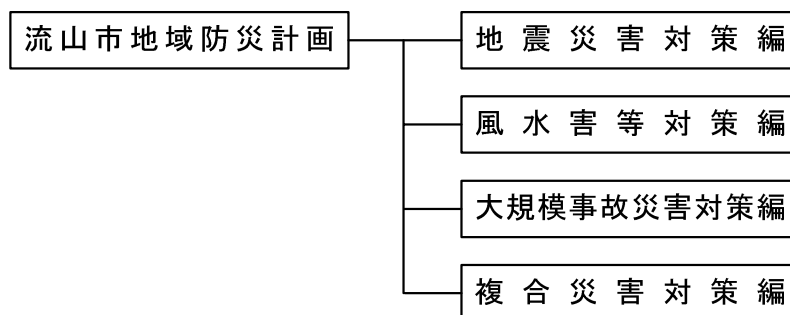 流山市地域防災計画
地震災害対策編
風水害等対策編
大規模事故災害対策編
複合災害対策編